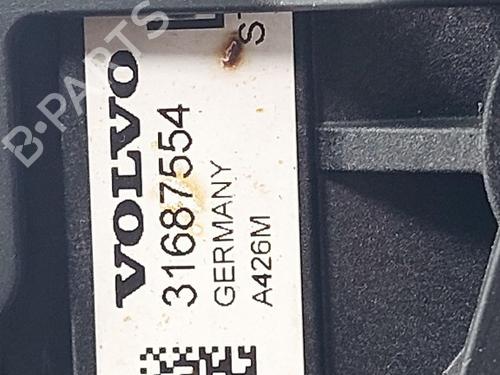 VOLVO
31687554
GERMANY
A426M
S
B-PARTS